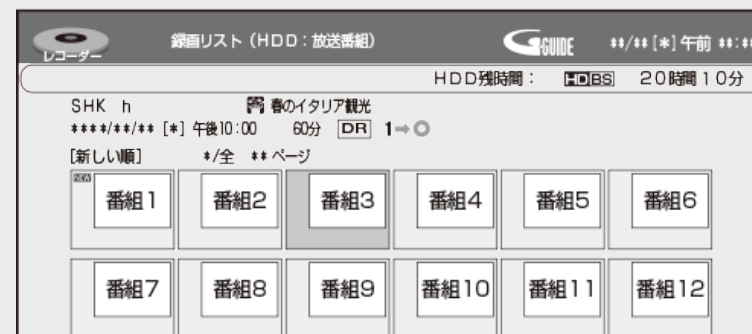 録画リスト（HDD：放送番組） G-GUIDE **/** [*] 午前 **:**
レコーダー
HDD残時間： HD BS 20時間10分
SHK h 春のイタリア観光
****/**/** [*] 午後10:00 60分 DR 1⇒◎
[新しい順] */全 **ページ
NEW
番組1 番組2 番組3 番組4 番組5 番組6
番組7 番組8 番組9 番組10 番組11 番組12